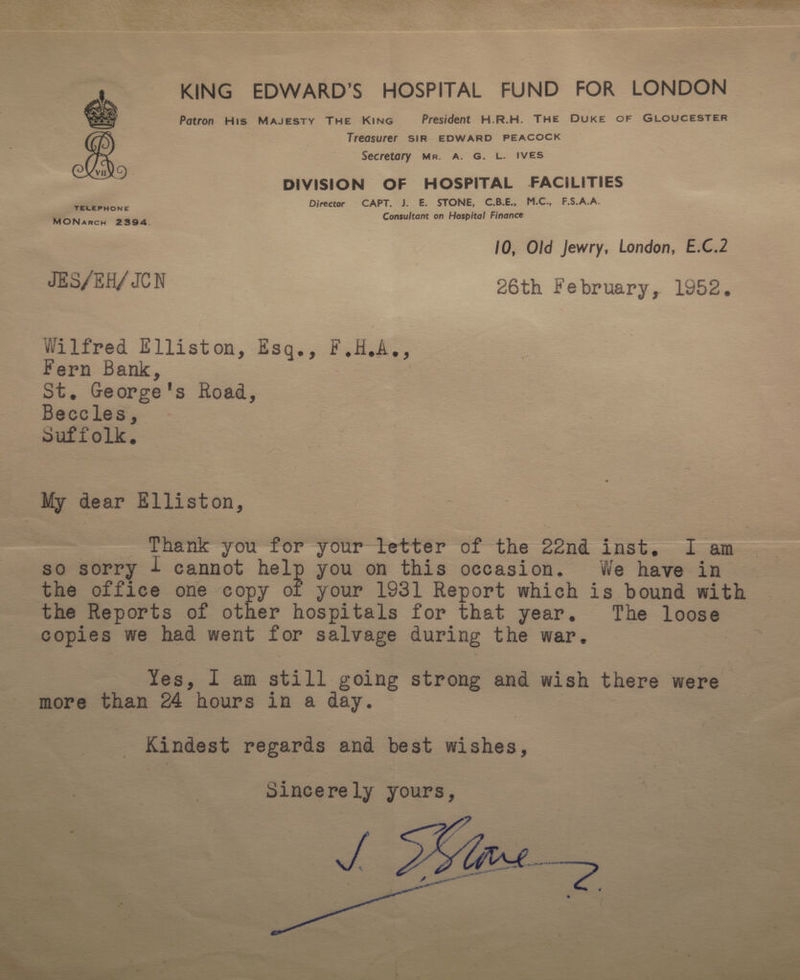 KING EDWARD'S HOSPITAL FUND FOR LONDON
Patron HIS MAJESTY THE KING President H.R.H. THE DUKE OF GLOUCESTER
Treasurer SIR EDWARD PEACOCK
Secretary MR. A. G. L. IVES
VII
DIVISION OF HOSPITAL FACILITIES
TELEPHONE
MONARCH 2394.
Director CAPT. J. E. STONE, C.B.E., M.C., F.S.A.A.
Consultant on Hospital Finance
10, Old Jewry, London, E.C.2
JES/EH/JCN
26th February, 1952.
Wilfred Elliston, Esq., F.H.A.,
Fern Bank,
St. George's Road,
Beccles,
Suffolk.
My dear Elliston,
Thank you for your letter of the 22nd inst. I am
so sorry I cannot help you on this occasion. We have in
the office one copy of your 1931 Report which is bound with
the Reports of other hospitals for that year. The loose
copies we had went for salvage during the war.
Yes, I am still going strong and wish there were
more than 24 hours in a day.
Kindest regards and best wishes,
Sincerely yours,
J. E. Stone